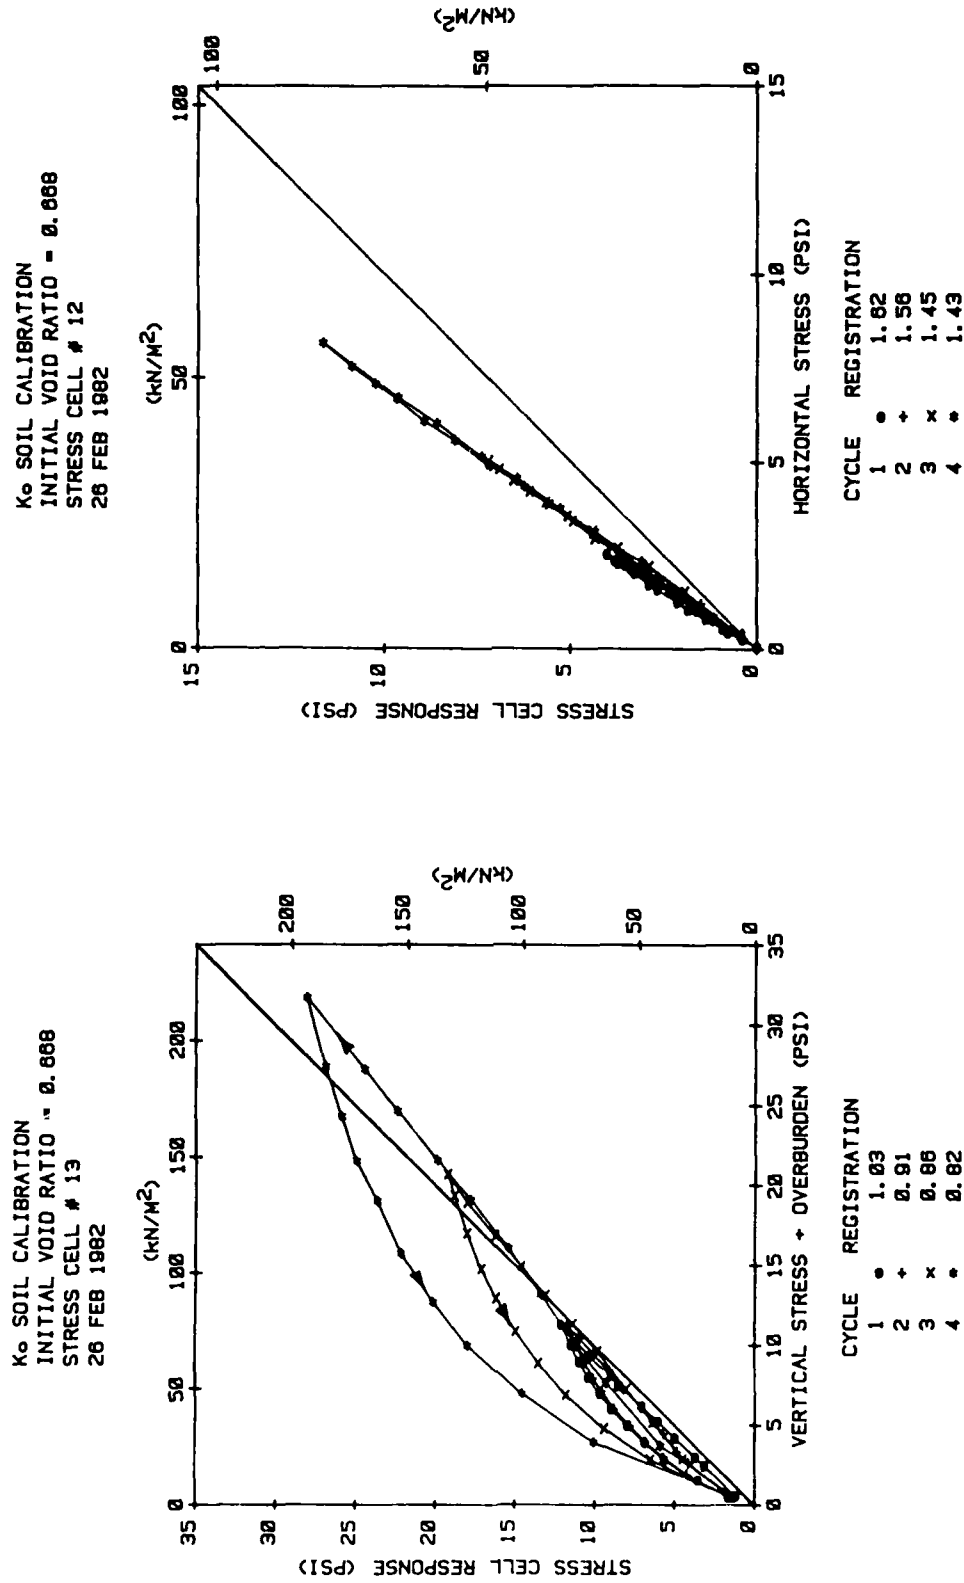 K₀ SOIL CALIBRATION
INITIAL VOID RATIO = 0.668
STRESS CELL # 13
26 FEB 1982
(kN/M²)
0 50 100 150 200
35
30
25
20
15
10
5
0
STRESS CELL RESPONSE (PSI)
200
150
100
50
0
(kN/M²)
0 5 10 15 20 25 30 35
VERTICAL STRESS + OVERBURDEN (PSI)
CYCLE REGISTRATION
1 ● 1.03
2 + 0.91
3 x 0.86
4 * 0.82
K₀ SOIL CALIBRATION
INITIAL VOID RATIO = 0.668
STRESS CELL # 12
26 FEB 1982
(kN/M²)
0 50 100
15
10
5
0
STRESS CELL RESPONSE (PSI)
100
50
0
(kN/M²)
0 5 10 15
HORIZONTAL STRESS (PSI)
CYCLE REGISTRATION
1 ● 1.62
2 + 1.56
3 x 1.45
4 * 1.43